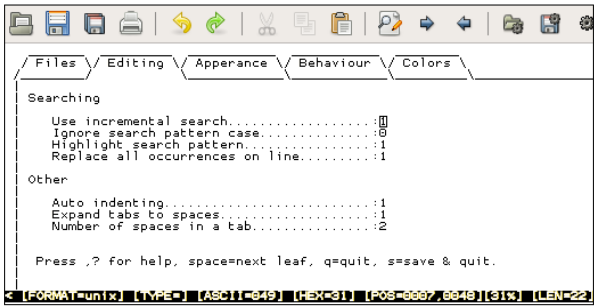 / Files \/ Editing \/ Apperance \/ Behaviour \/ Colors \
Searching
Use incremental search..................:1
Ignore search pattern case..............:0
Highlight search pattern................:1
Replace all occurrences on line.........:1
Other
Auto indenting..........................:1
Expand tabs to spaces...................:1
Number of spaces in a tab...............:2
Press ,? for help, space=next leaf, q=quit, s=save & quit.
< [FORMAT=unix] [TYPE=] [ASCII=049] [HEX=31] [POS=0007,0048][31%] [LEN=22]